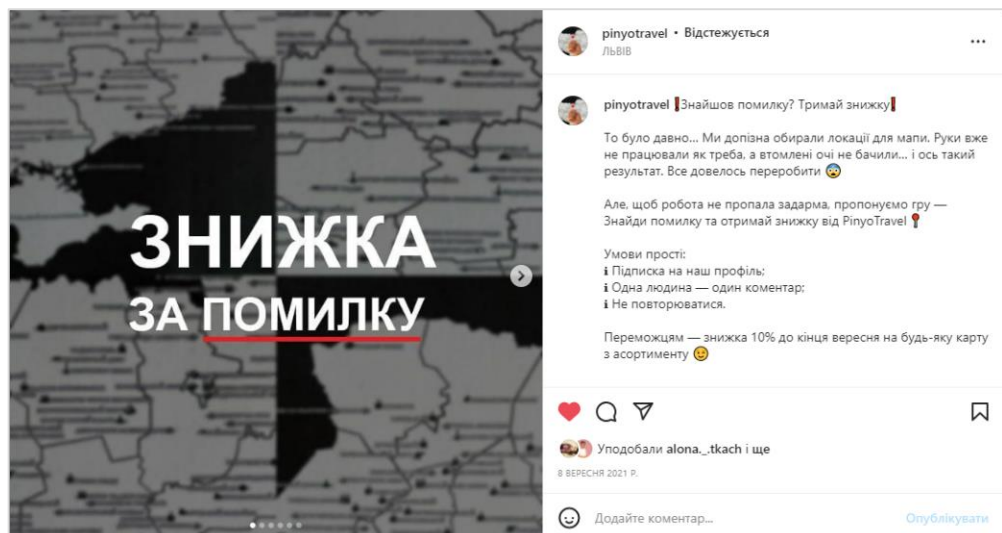 ЗНИЖКА
ЗА ПОМИЛКУ
pinyotravel • Відстежується
ЛЬВІВ
pinyotravel ❗Знайшов помилку? Тримай знижку❗
То було давно... Ми допізна обирали локації для мапи. Руки вже
не працювали як треба, а втомлені очі не бачили... і ось такий
результат. Все довелось переробити 😨
Але, щоб робота не пропала задарма, пропонуємо гру —
Знайди помилку та отримай знижку від PinyoTravel 📍
Умови прості:
ℹ Підписка на наш профіль;
ℹ Одна людина — один коментар;
ℹ Не повторюватися.
Переможцям — знижка 10% до кінця вересня на будь-яку карту
з асортименту 😉
Уподобали alona._.tkach і ще
8 ВЕРЕСНЯ 2021 Р.
Додайте коментар...
Опублікувати